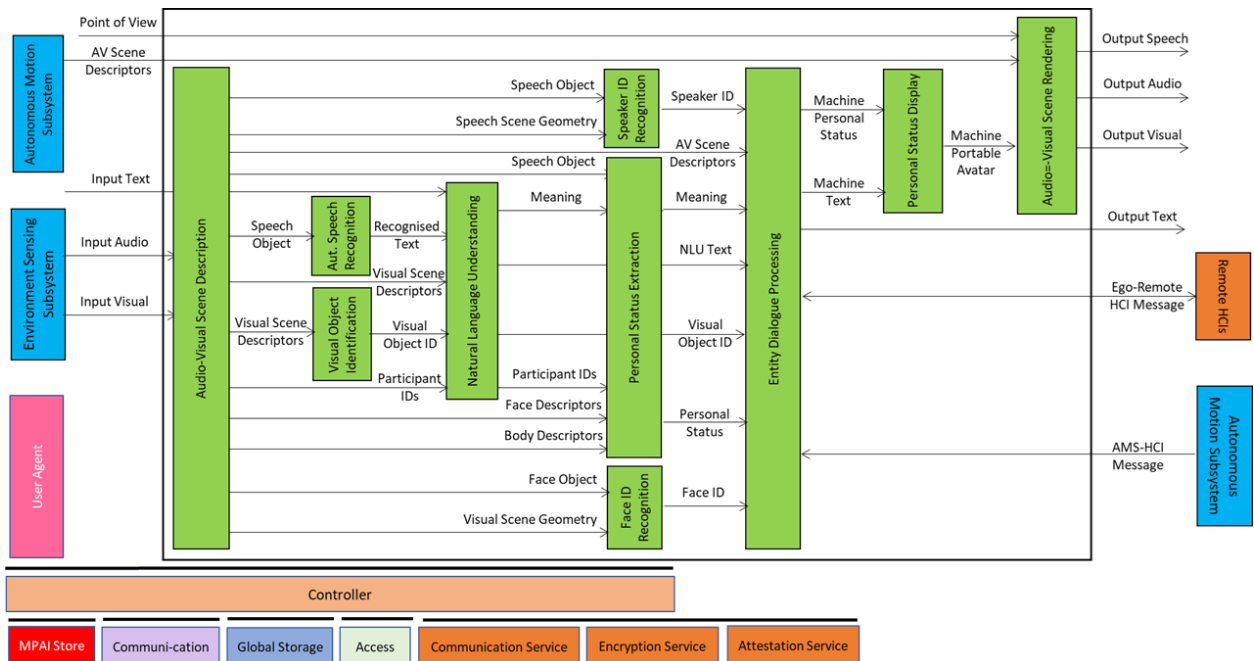 Point of View
AV Scene
Descriptors
Autonomous Motion
Subsystem
Input Text
Environment Sensing
Subsystem
Input Audio
Input Visual
User Agent
Audio-Visual Scene Description
Speech Object
Speech Scene Geometry
Speech Object
Speech
Object
Aut. Speech
Recognition
Recognised
Text
Visual Scene
Descriptors
Visual Scene
Descriptors
Visual Object
Identification
Visual
Object ID
Participant
IDs
Natural Language Understanding
Meaning
Participant IDs
Face Descriptors
Body Descriptors
Face Object
Visual Scene Geometry
Speaker ID
Recognition
Personal Status Extraction
Face ID
Recognition
Speaker ID
AV Scene
Descriptors
Meaning
NLU Text
Visual
Object ID
Personal
Status
Face ID
Entity Dialogue Processing
Machine
Personal
Status
Machine
Text
Personal Status Display
Machine
Portable
Avatar
Audio=-Visual Scene Rendering
Output Speech
Output Audio
Output Visual
Output Text
Ego-Remote
HCI Message
Remote HCIs
AMS-HCI
Message
Autonomous
Motion Subsystem
Controller
MPAI Store
Communi-cation
Global Storage
Access
Communication Service
Encryption Service
Attestation Service